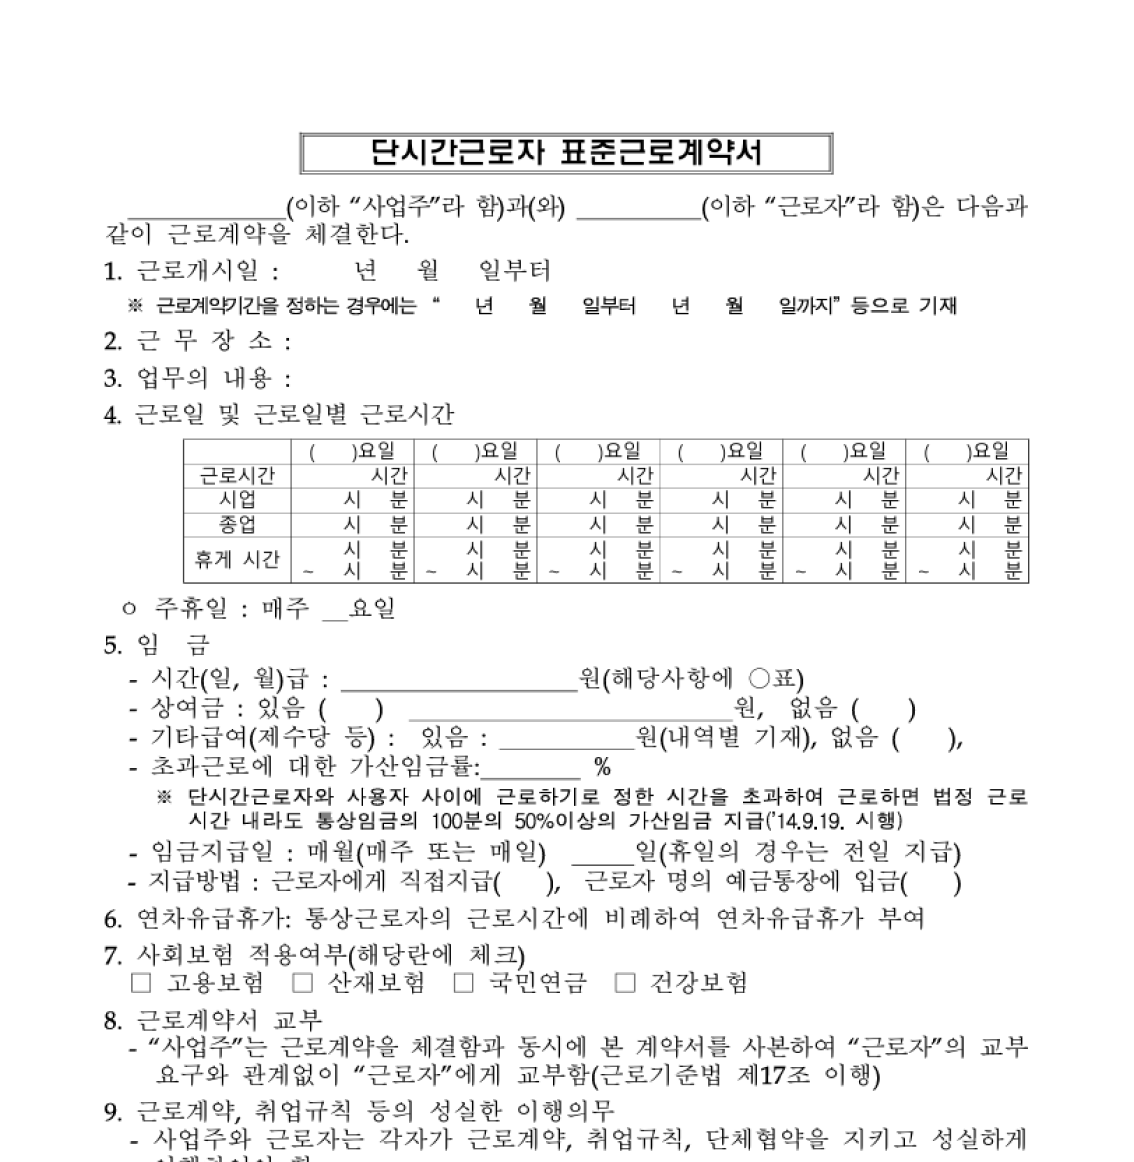 단시간근로자 표준근로계약서
____________(이하 “사업주”라 함)과(와) __________(이하 “근로자”라 함)은 다음과
같이 근로계약을 체결한다.
1. 근로개시일 :      년   월   일부터
※ 근로계약기간을 정하는 경우에는 “   년   월   일부터   년   월   일까지” 등으로 기재
2. 근 무 장 소 :
3. 업무의 내용 :
4. 근로일 및 근로일별 근로시간
(   )요일 (   )요일 (   )요일 (   )요일 (   )요일 (   )요일
근로시간 시간 시간 시간 시간 시간 시간
시업 시 분 시 분 시 분 시 분 시 분 시 분
종업 시 분 시 분 시 분 시 분 시 분 시 분
휴게 시간 시 분 시 분 시 분 시 분 시 분 시 분
~ 시 분 ~ 시 분 ~ 시 분 ~ 시 분 ~ 시 분 ~ 시 분
ㅇ 주휴일 : 매주 __요일
5. 임 금
- 시간(일, 월)급 : __________________원(해당사항에 ○표)
- 상여금 : 있음 (   ) ________________________원, 없음 (   )
- 기타급여(제수당 등) : 있음 : __________원(내역별 기재), 없음 (   ),
- 초과근로에 대한 가산임금률:________ %
※ 단시간근로자와 사용자 사이에 근로하기로 정한 시간을 초과하여 근로하면 법정 근로
시간 내라도 통상임금의 100분의 50%이상의 가산임금 지급(’14.9.19. 시행)
- 임금지급일 : 매월(매주 또는 매일) _____일(휴일의 경우는 전일 지급)
- 지급방법 : 근로자에게 직접지급(   ), 근로자 명의 예금통장에 입금(   )
6. 연차유급휴가: 통상근로자의 근로시간에 비례하여 연차유급휴가 부여
7. 사회보험 적용여부(해당란에 체크)
□ 고용보험 □ 산재보험 □ 국민연금 □ 건강보험
8. 근로계약서 교부
- “사업주”는 근로계약을 체결함과 동시에 본 계약서를 사본하여 “근로자”의 교부
요구와 관계없이 “근로자”에게 교부함(근로기준법 제17조 이행)
9. 근로계약, 취업규칙 등의 성실한 이행의무
- 사업주와 근로자는 각자가 근로계약, 취업규칙, 단체협약을 지키고 성실하게